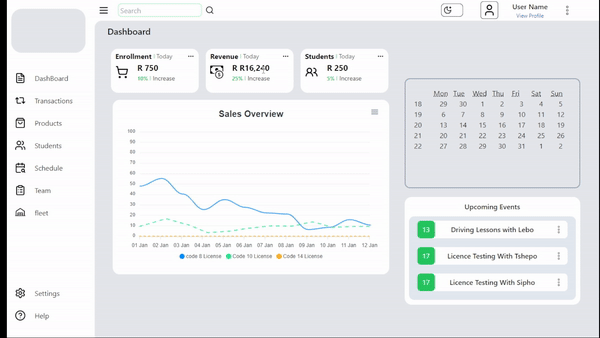 Search
User Name
View Profile
Dashboard
DashBoard
Transactions
Products
Students
Schedule
Team
fleet
Settings
Help
Enrollment | Today
R 750
Increase
Revenue | Today
R R16,240
25% | Increase
Students | Today
R 250
5% | Increase
Sales Overview
100
90
80
70
60
50
40
30
20
10
0
01 Jan 02 Jan 03 Jan 04 Jan 05 Jan 06 Jan 07 Jan 08 Jan 09 Jan 10 Jan 11 Jan 12 Jan
code 8 License Code 10 License Code 14 License
Mon Tue Wed Thu Fri Sat Sun
18 29 30 1 2 3 4 5
19 6 7 8 9 10 11 12
20 13 14 15 16 17 18 19
21 20 21 22 23 24 25 26
22 27 28 29 30 31 1 2
Upcoming Events
13 Driving Lessons with Lebo
17 Licence Testing With Tshepo
17 Licence Testing With Sipho